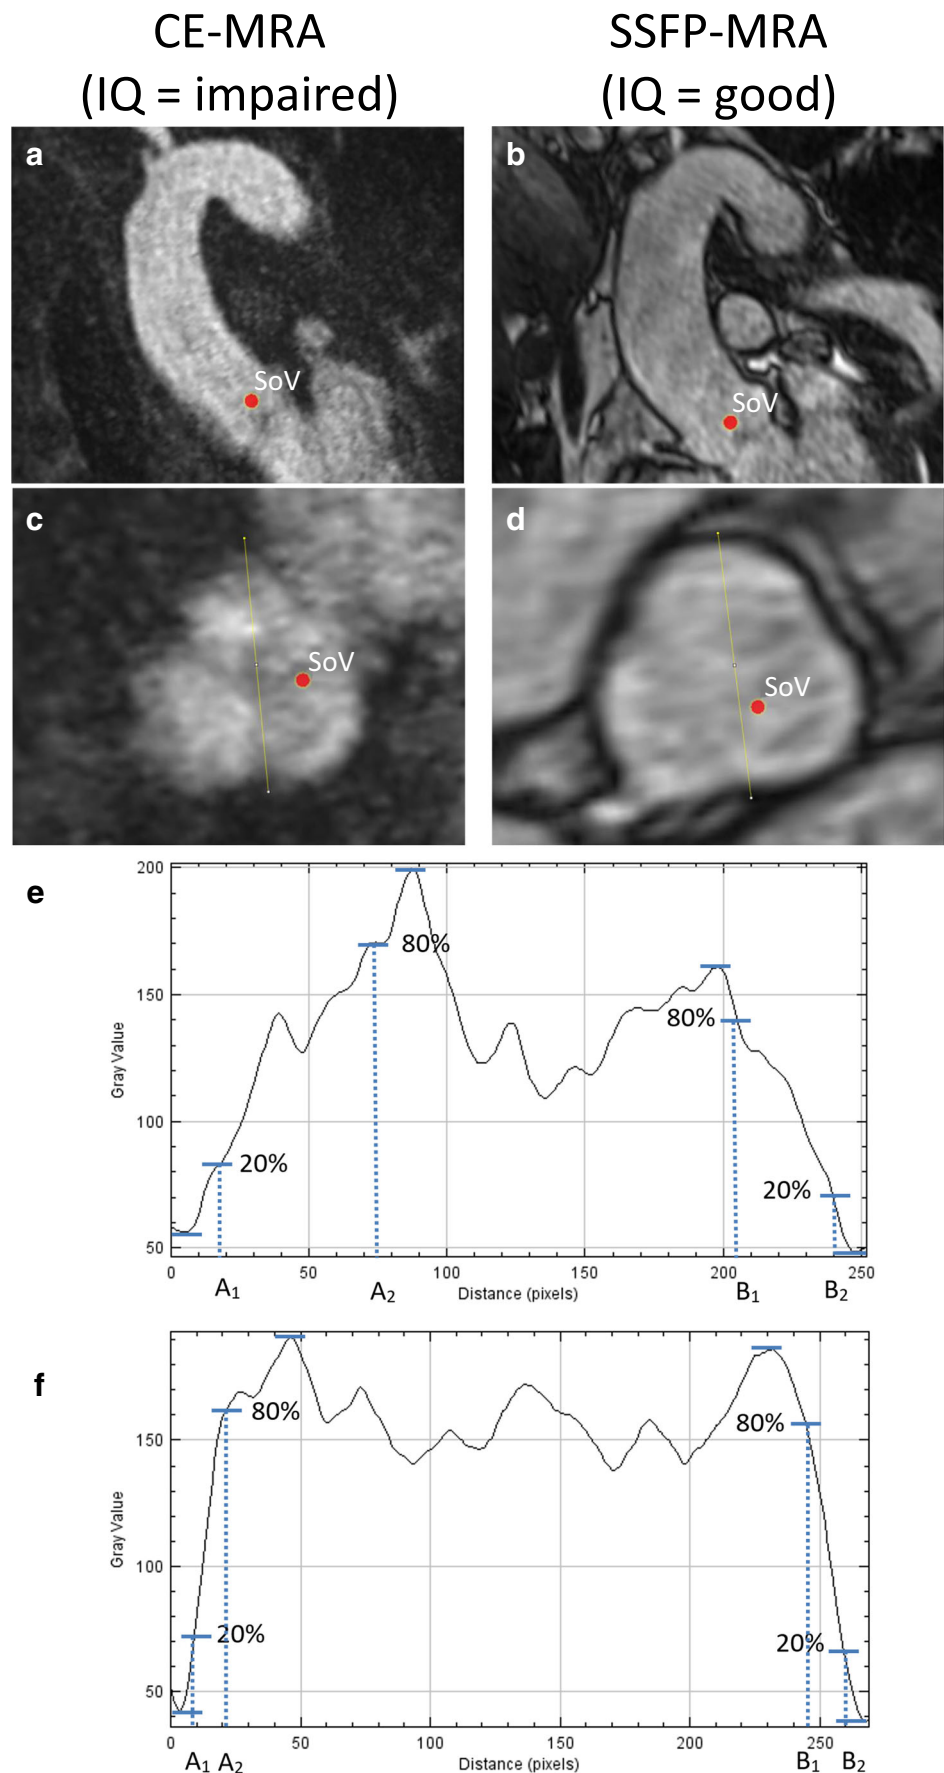 CE-MRA SSFP-MRA
(IQ = impaired) (IQ = good)
a b
SoV SoV
c d
SoV SoV
e
200
150
100
50
Gray Value
80%
80%
20%
20%
0 50 100 150 200 250
A1 A2 Distance (pixels) B1 B2
f
150
100
50
Gray Value
80%
80%
20%
20%
0 50 100 150 200 250
A1 A2 Distance (pixels) B1 B2